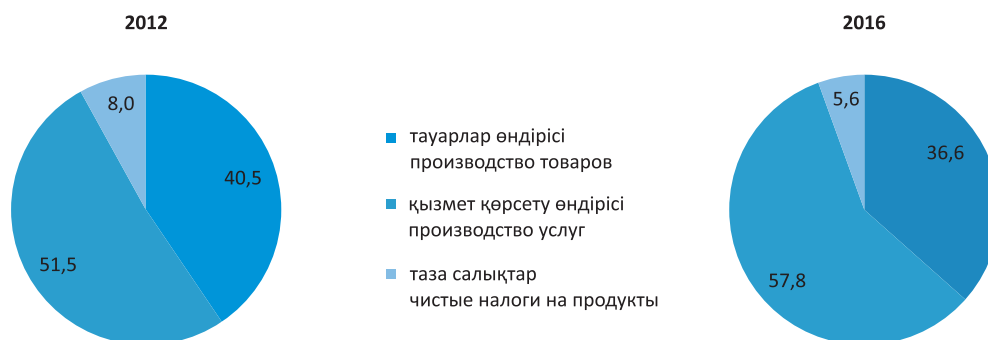 2012
2016
8,0
40,5
51,5
тауарлар өндірісі
производство товаров
қызмет көрсету өндірісі
производство услуг
таза салықтар
чистые налоги на продукты
5,6
36,6
57,8